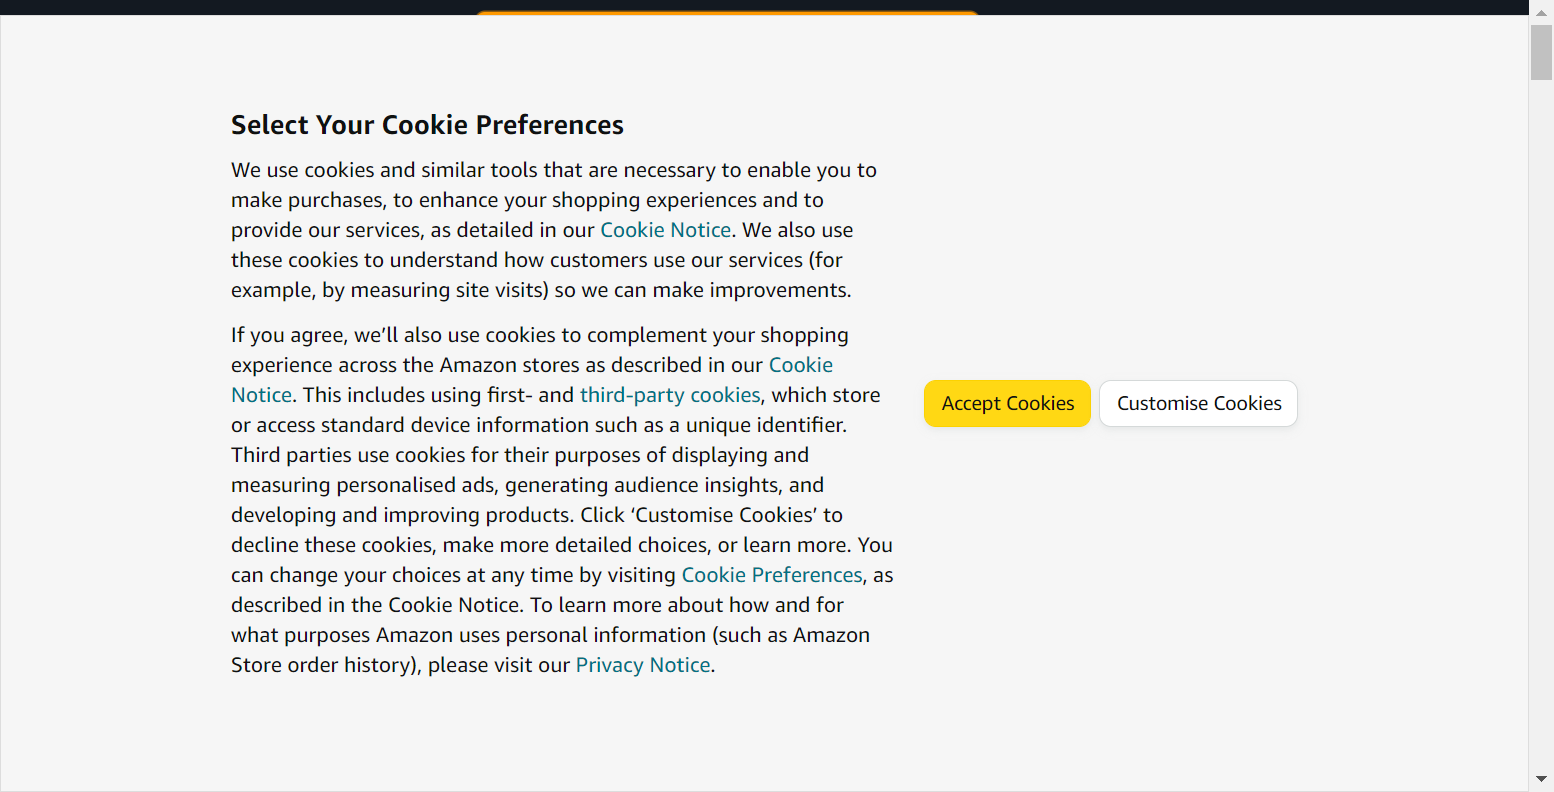 Select Your Cookie Preferences
We use cookies and similar tools that are necessary to enable you to
make purchases, to enhance your shopping experiences and to
provide our services, as detailed in our Cookie Notice. We also use
these cookies to understand how customers use our services (for
example, by measuring site visits) so we can make improvements.
If you agree, we’ll also use cookies to complement your shopping
experience across the Amazon stores as described in our Cookie
Notice. This includes using first- and third-party cookies, which store
or access standard device information such as a unique identifier.
Third parties use cookies for their purposes of displaying and
measuring personalised ads, generating audience insights, and
developing and improving products. Click ‘Customise Cookies’ to
decline these cookies, make more detailed choices, or learn more. You
can change your choices at any time by visiting Cookie Preferences, as
described in the Cookie Notice. To learn more about how and for
what purposes Amazon uses personal information (such as Amazon
Store order history), please visit our Privacy Notice.
Accept Cookies
Customise Cookies